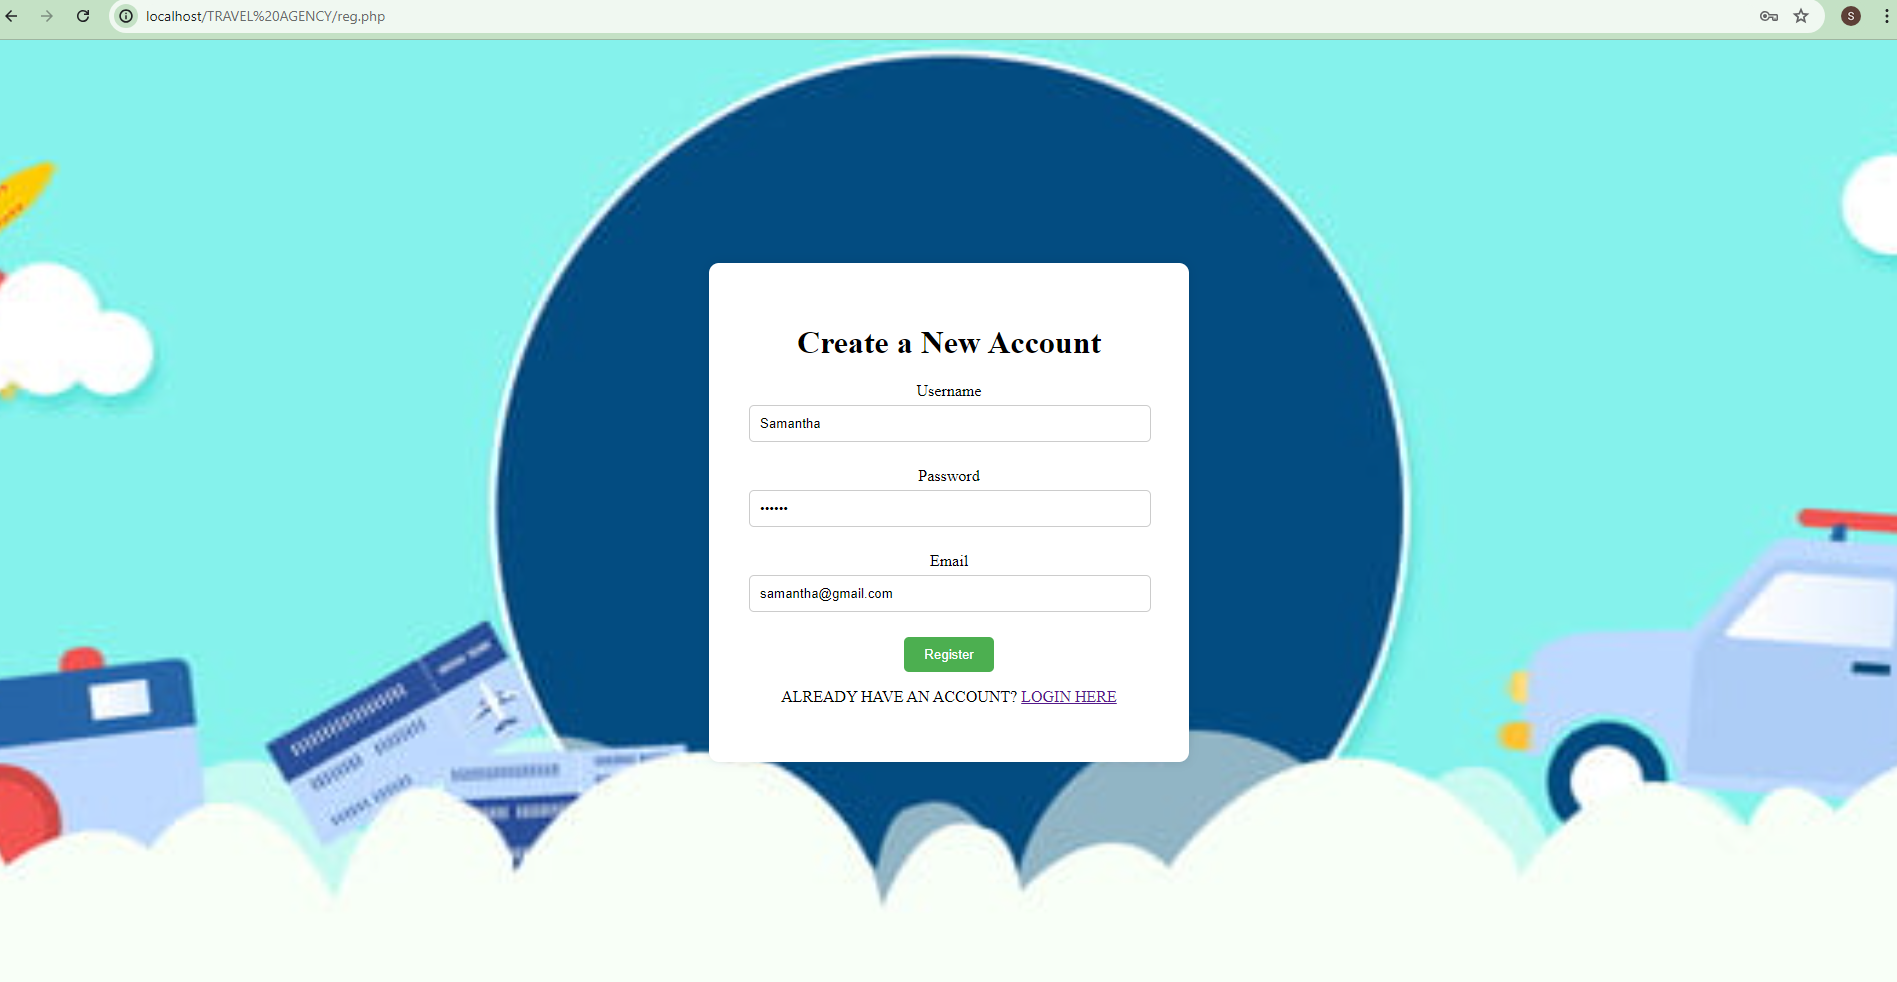 localhost/TRAVEL%20AGENCY/reg.php
S
Create a New Account
Username
Samantha
Password
••••••
Email
samantha@gmail.com
Register
ALREADY HAVE AN ACCOUNT? LOGIN HERE